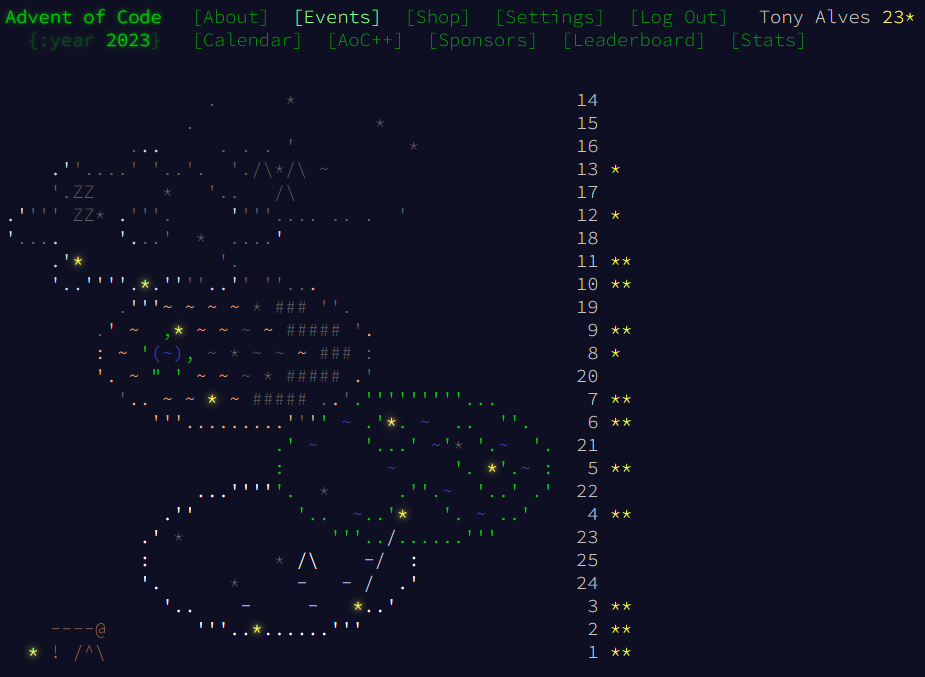 Advent of Code [About] [Events] [Shop] [Settings] [Log Out] Tony Alves 23*
{:year 2023} [Calendar] [AoC++] [Sponsors] [Leaderboard] [Stats]
14
15
16
13 *
ZZ 17
ZZ 12 *
18
11 **
10 **
### 19
##### 9 **
### 8 *
##### 20
##### 7 **
6 **
21
5 **
22
4 **
23
25
24
3 **
----@ 2 **
* ! /^\ 1 **